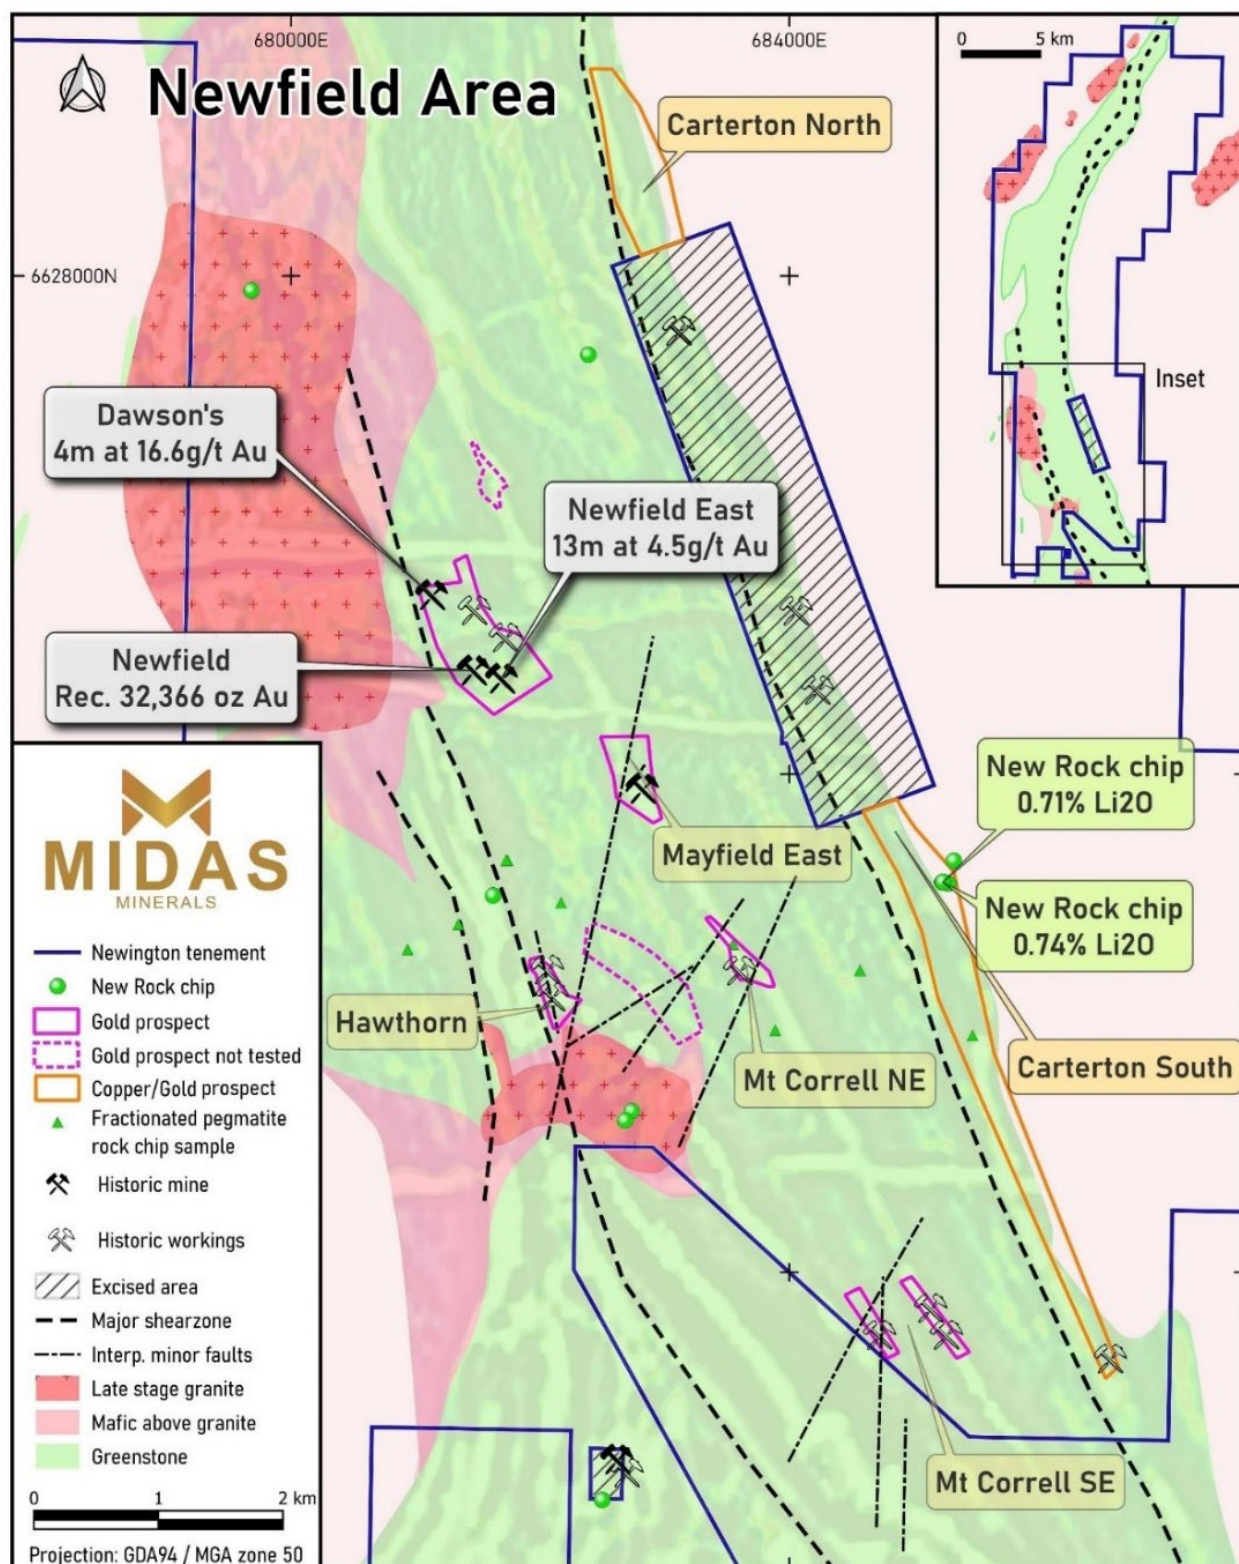 680000E
684000E
Newfield Area
Carterton North
0 5 km
6628000N
Inset
Dawson's
4m at 16.6g/t Au
Newfield East
13m at 4.5g/t Au
Newfield
Rec. 32,366 oz Au
New Rock chip
0.71% Li2O
Mayfield East
New Rock chip
0.74% Li2O
Hawthorn
Mt Correll NE
Carterton South
Mt Correll SE
MIDAS
MINERALS
Newington tenement
New Rock chip
Gold prospect
Gold prospect not tested
Copper/Gold prospect
Fractionated pegmatite
rock chip sample
Historic mine
Historic workings
Excised area
Major shearzone
Interp. minor faults
Late stage granite
Mafic above granite
Greenstone
0 1 2 km
Projection: GDA94 / MGA zone 50